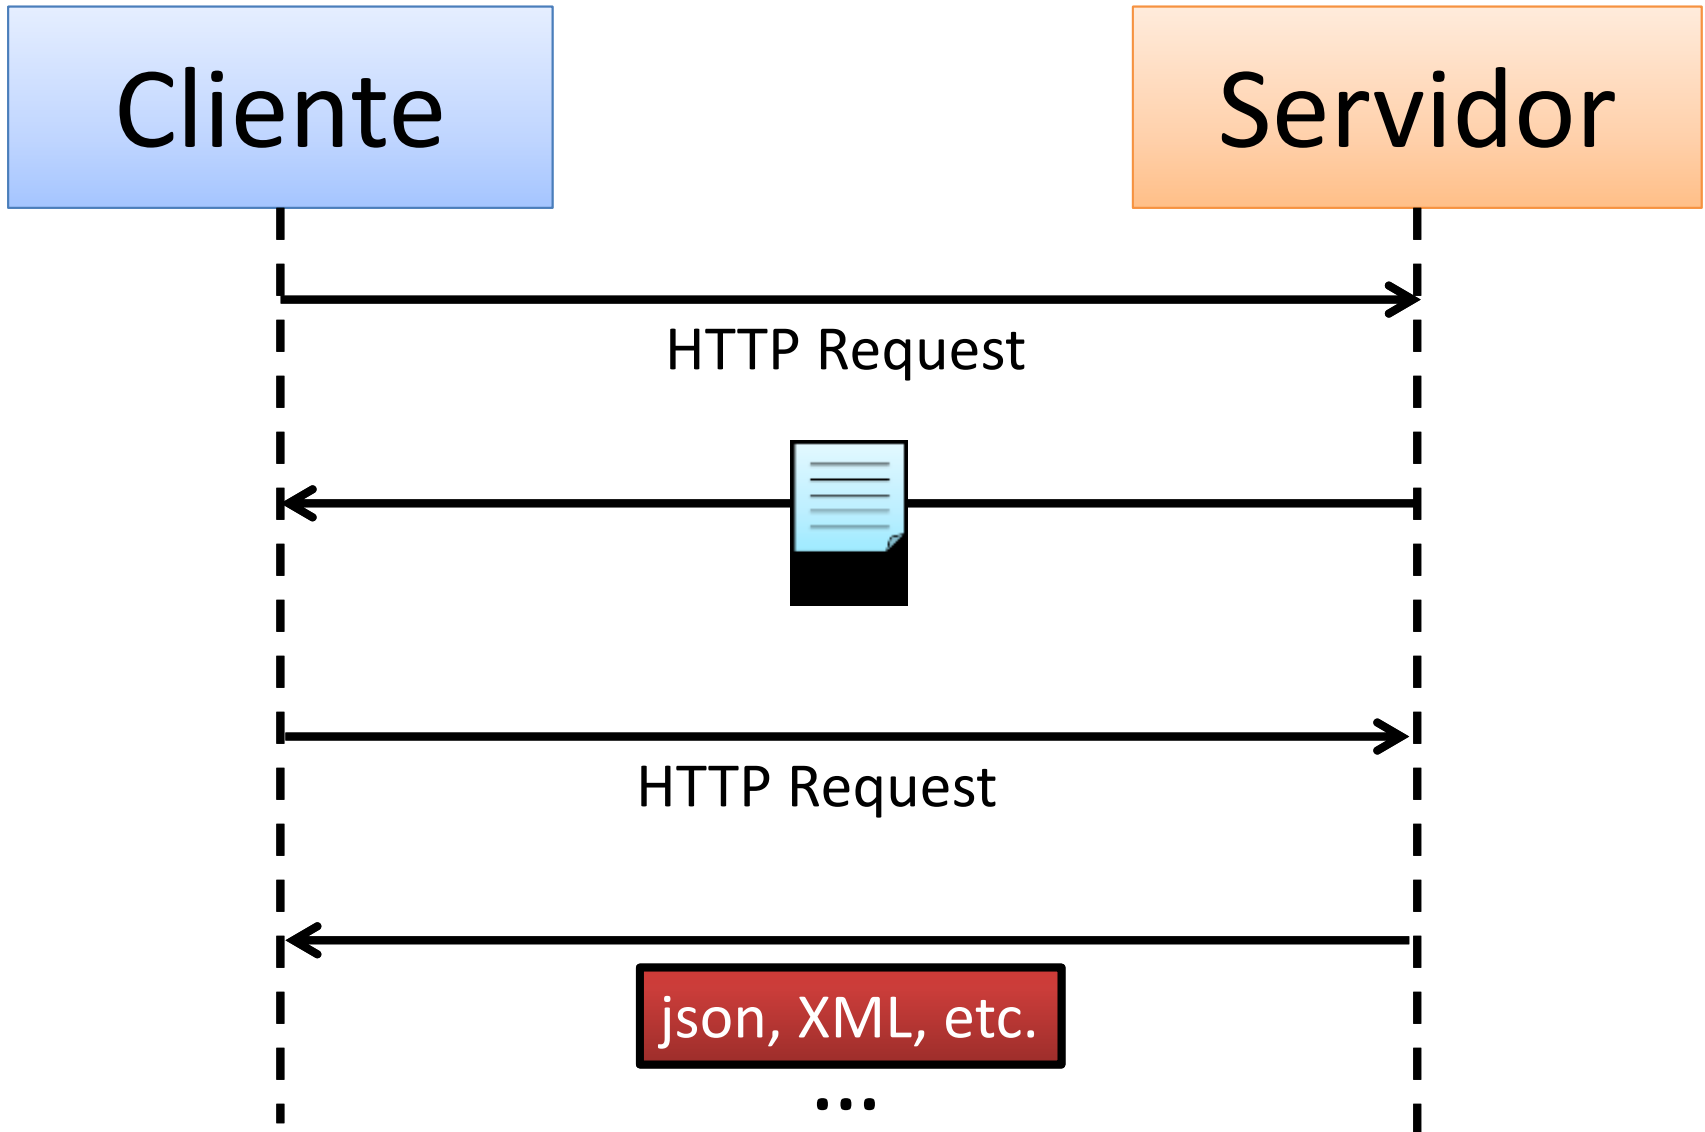 Cliente
Servidor
HTTP Request
HTTP Request
json, XML, etc.
...